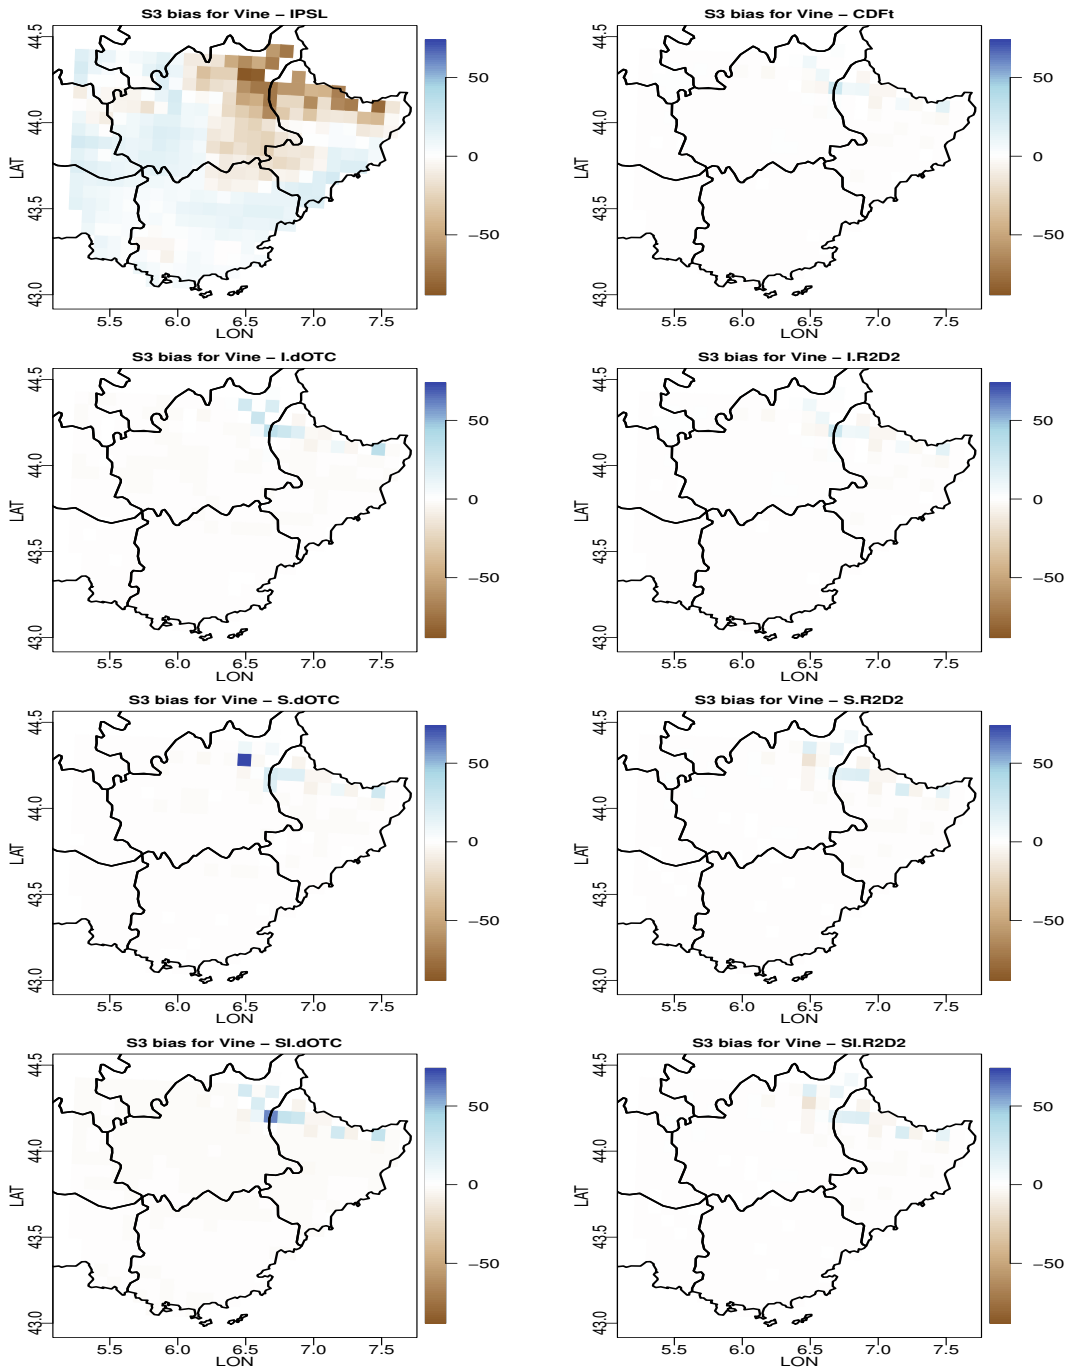 S3 bias for Vine – IPSL
44.5
44.0
43.5
43.0
LAT
5.5 6.0 6.5 7.0 7.5
LON
50
0
−50
S3 bias for Vine – CDFt
44.5
44.0
43.5
43.0
LAT
5.5 6.0 6.5 7.0 7.5
LON
50
0
−50
S3 bias for Vine – I.dOTC
44.5
44.0
43.5
43.0
LAT
5.5 6.0 6.5 7.0 7.5
LON
50
0
−50
S3 bias for Vine – I.R2D2
44.5
44.0
43.5
43.0
LAT
5.5 6.0 6.5 7.0 7.5
LON
50
0
−50
S3 bias for Vine – S.dOTC
44.5
44.0
43.5
43.0
LAT
5.5 6.0 6.5 7.0 7.5
LON
50
0
−50
S3 bias for Vine – S.R2D2
44.5
44.0
43.5
43.0
LAT
5.5 6.0 6.5 7.0 7.5
LON
50
0
−50
S3 bias for Vine – SI.dOTC
44.5
44.0
43.5
43.0
LAT
5.5 6.0 6.5 7.0 7.5
LON
50
0
−50
S3 bias for Vine – SI.R2D2
44.5
44.0
43.5
43.0
LAT
5.5 6.0 6.5 7.0 7.5
LON
50
0
−50